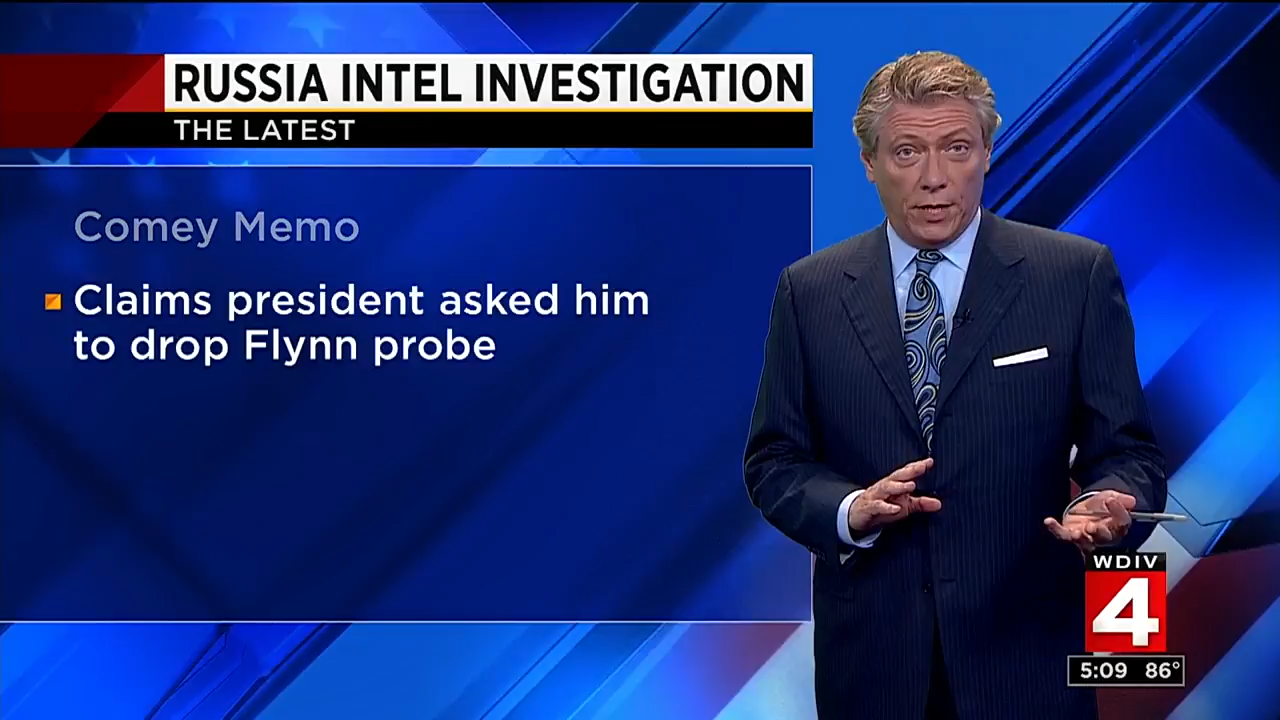 RUSSIA INTEL INVESTIGATION
THE LATEST
Comey Memo
Claims president asked him
to drop Flynn probe
WDIV
4
5:09 86°